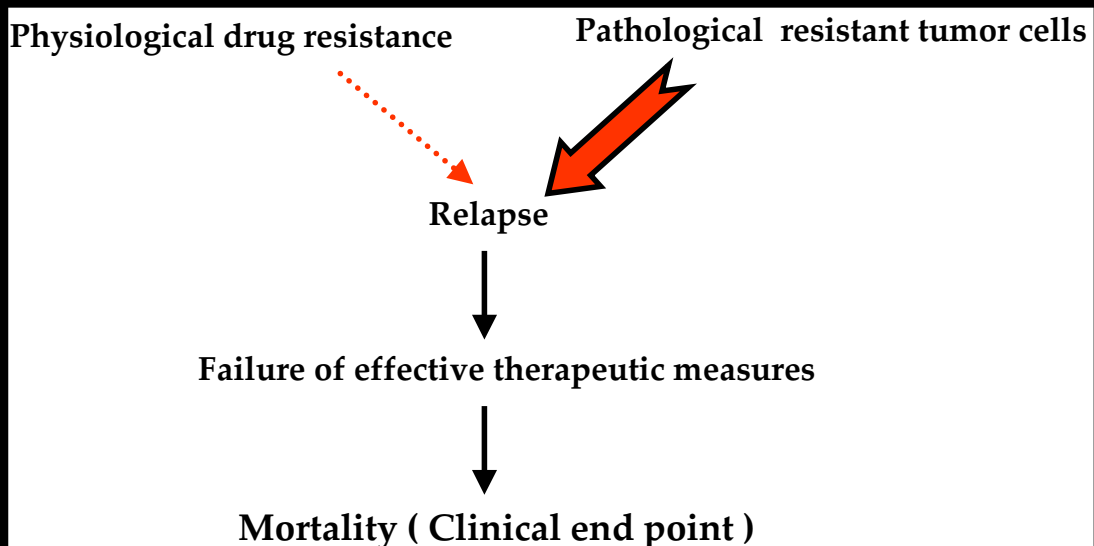 Physiological drug resistance
Pathological resistant tumor cells
Relapse
Failure of effective therapeutic measures
Mortality ( Clinical end point )